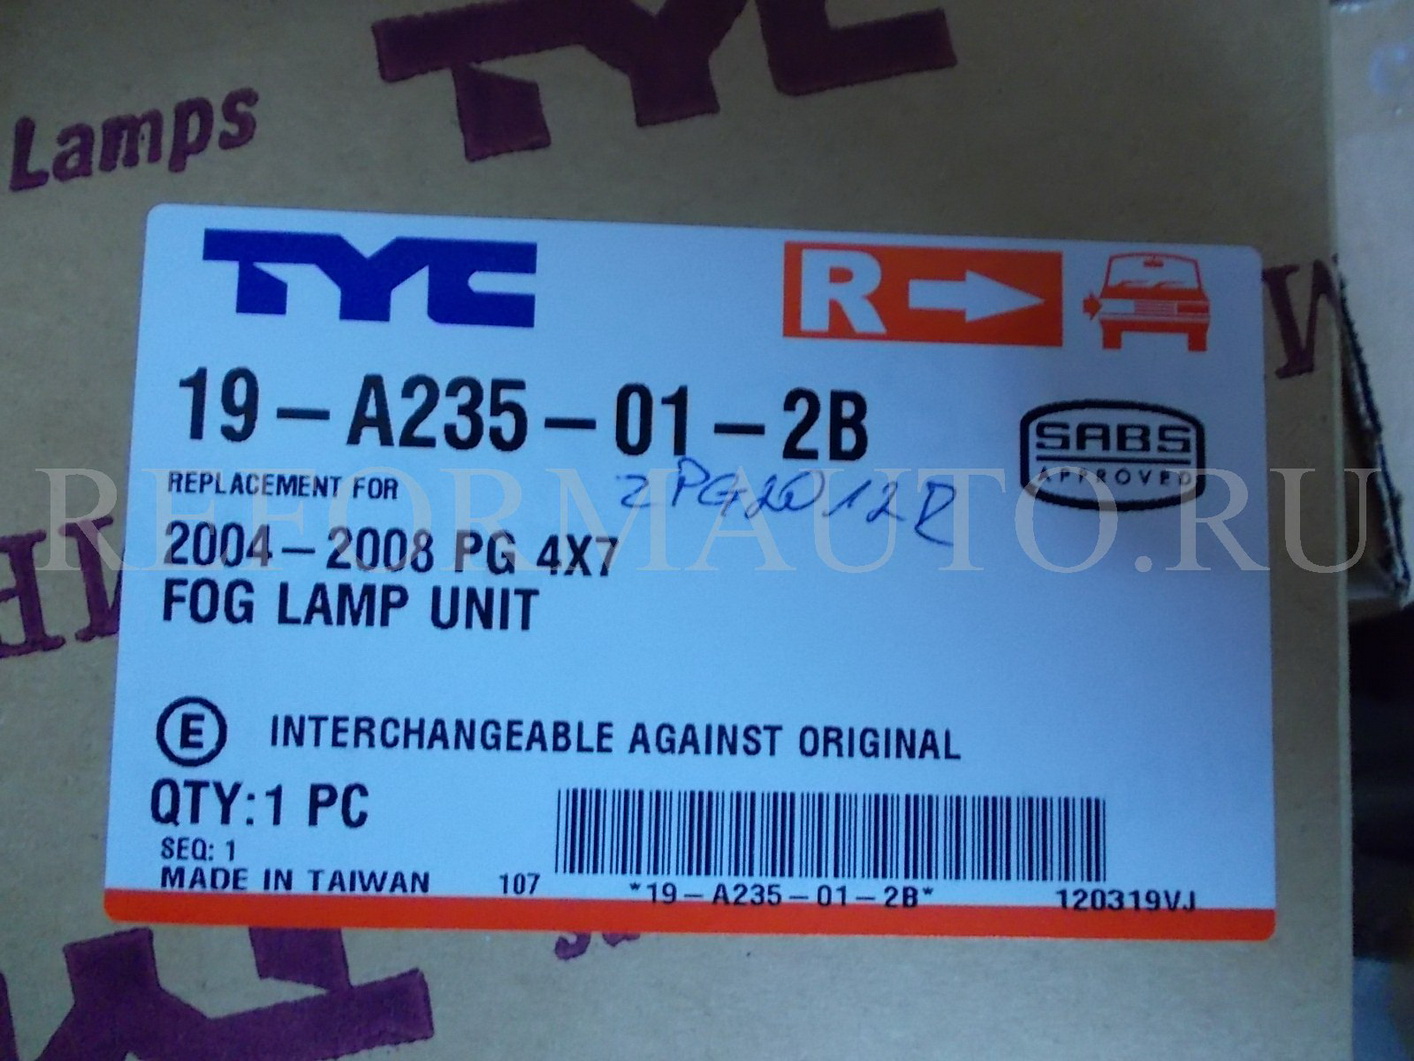 Lamps
TYC
TYC
R
19-A235-01-2B
SABS
APPROVED
REPLACEMENT FOR
ZPG2012R
REFORMAUTO.RU
2004-2008 PG 4X7
FOG LAMP UNIT
E INTERCHANGEABLE AGAINST ORIGINAL
QTY:1 PC
SEQ: 1
MADE IN TAIWAN 107 *19-A235-01-2B* 120319VJ